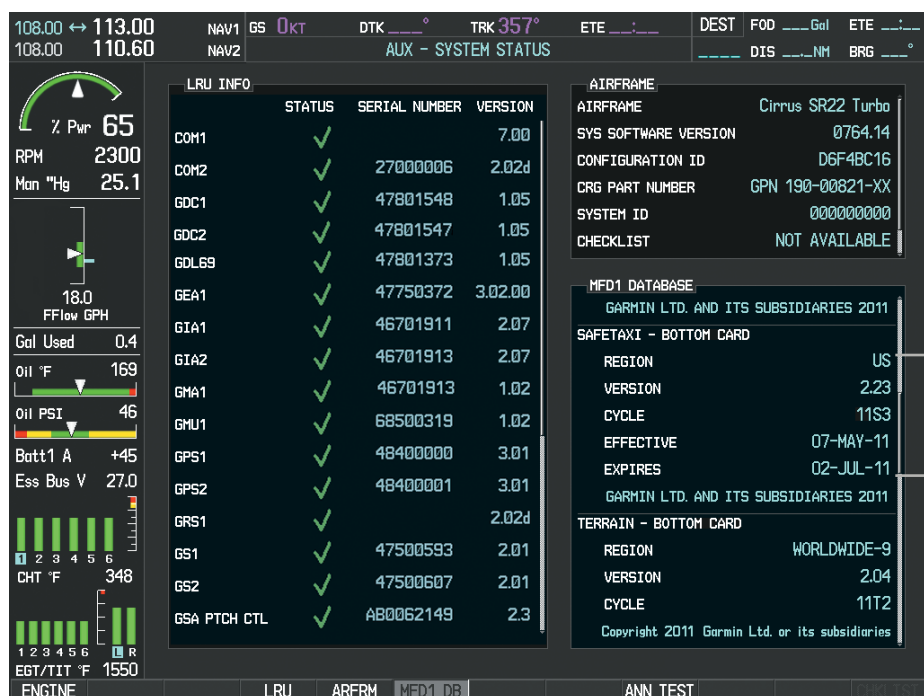 108.00 ↔ 113.00 NAV1 GS 0KT DTK ___° TRK 357° ETE __:__ DEST FOD ___Gal ETE __:__
108.00 110.60 NAV2 AUX - SYSTEM STATUS ____ DIS __._NM BRG ___°
% Pwr 65
RPM 2300
Man "Hg 25.1
18.0
FFlow GPH
Gal Used 0.4
Oil °F 169
Oil PSI 46
Batt1 A +45
Ess Bus V 27.0
1 2 3 4 5 6
CHT °F 348
1 2 3 4 5 6 L R
EGT/TIT °F 1550
LRU INFO
STATUS SERIAL NUMBER VERSION
COM1 ✓ 7.00
COM2 ✓ 27000006 2.02d
GDC1 ✓ 47801548 1.05
GDC2 ✓ 47801547 1.05
GDL69 ✓ 47801373 1.05
GEA1 ✓ 47750372 3.02.00
GIA1 ✓ 46701911 2.07
GIA2 ✓ 46701913 2.07
GMA1 ✓ 46701913 1.02
GMU1 ✓ 68500319 1.02
GPS1 ✓ 48400000 3.01
GPS2 ✓ 48400001 3.01
GRS1 ✓ 2.02d
GS1 ✓ 47500593 2.01
GS2 ✓ 47500607 2.01
GSA PTCH CTL ✓ AB0062149 2.3
AIRFRAME
AIRFRAME Cirrus SR22 Turbo
SYS SOFTWARE VERSION 0764.14
CONFIGURATION ID D6F4BC16
CRG PART NUMBER GPN 190-00821-XX
SYSTEM ID 000000000
CHECKLIST NOT AVAILABLE
MFD1 DATABASE
GARMIN LTD. AND ITS SUBSIDIARIES 2011
SAFETAXI - BOTTOM CARD
REGION US
VERSION 2.23
CYCLE 11S3
EFFECTIVE 07-MAY-11
EXPIRES 02-JUL-11
GARMIN LTD. AND ITS SUBSIDIARIES 2011
TERRAIN - BOTTOM CARD
REGION WORLDWIDE-9
VERSION 2.04
CYCLE 11T2
Copyright 2011 Garmin Ltd. or its subsidiaries
ENGINE LRU ARFRM MFD1 DB ANN TEST CHKLIST